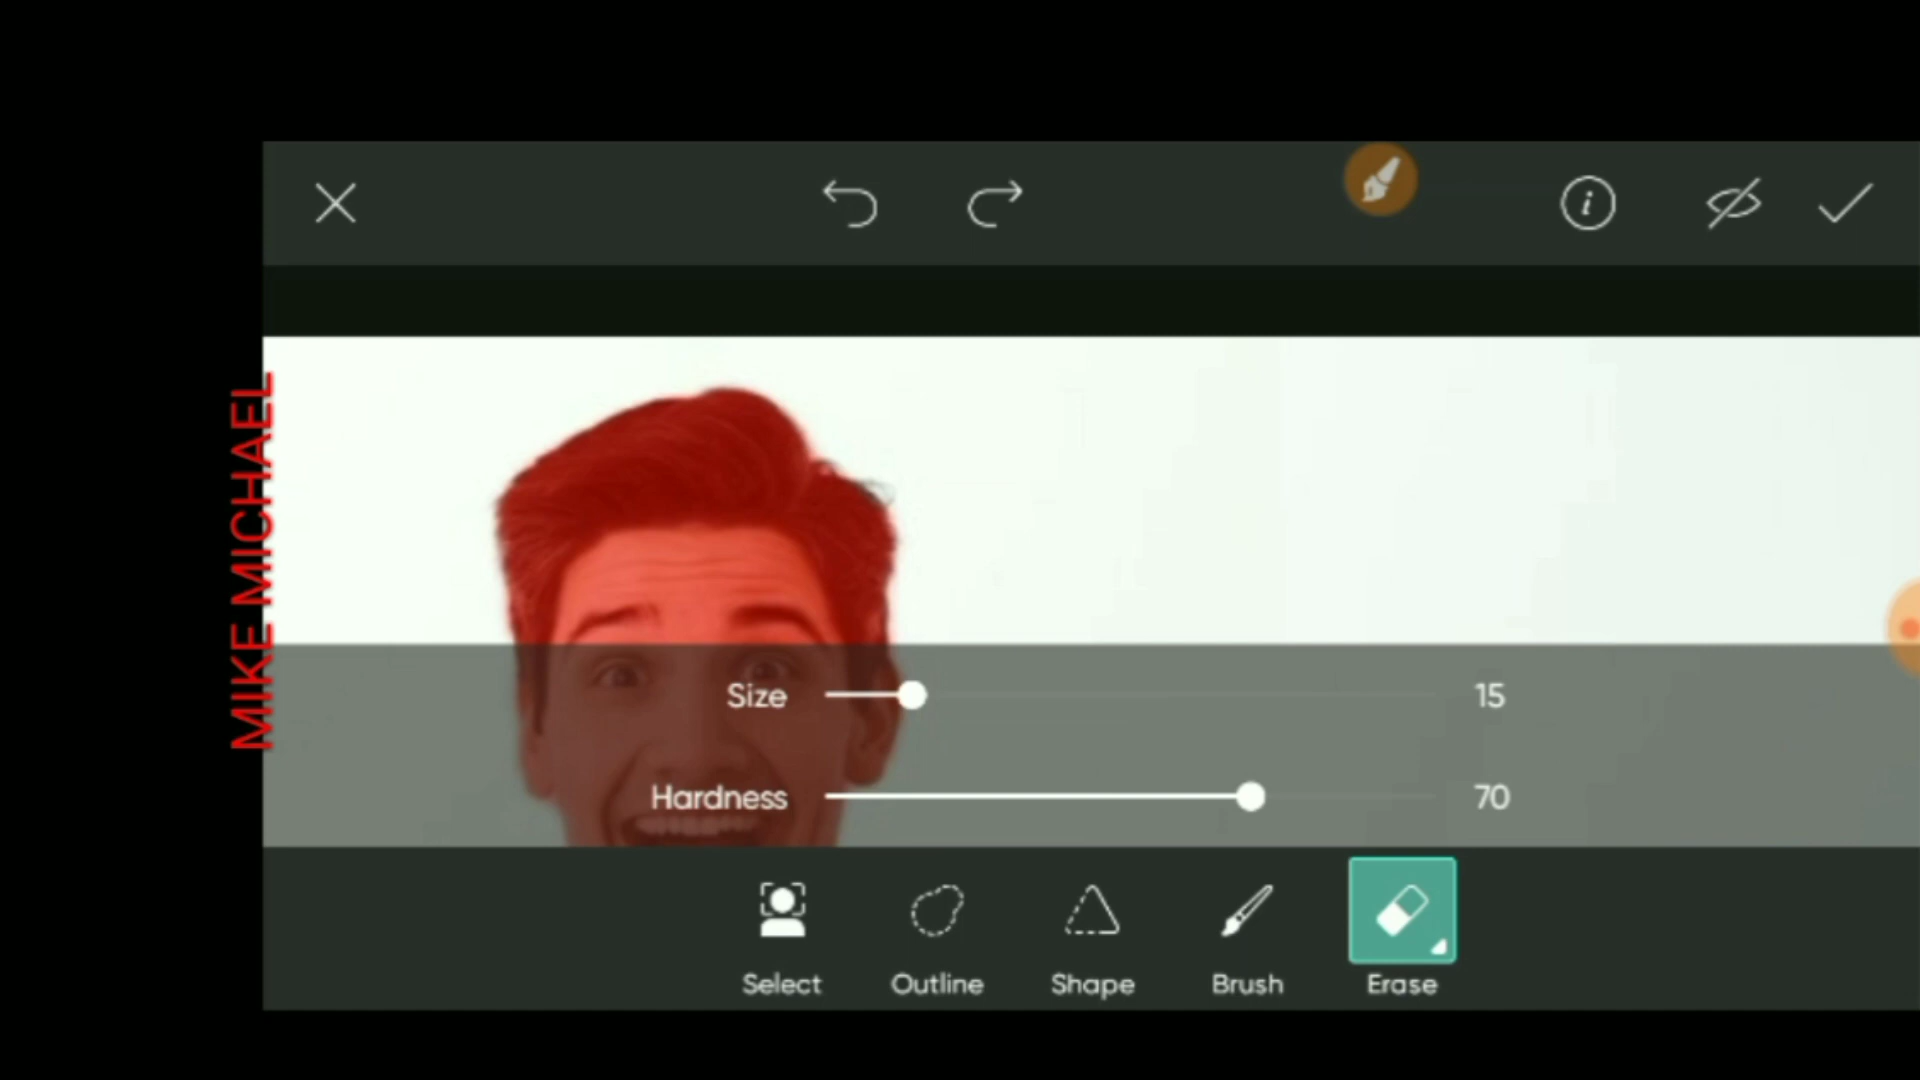 MIKE MICHAEL
Size 15
Hardness 70
Select Outline Shape Brush Erase